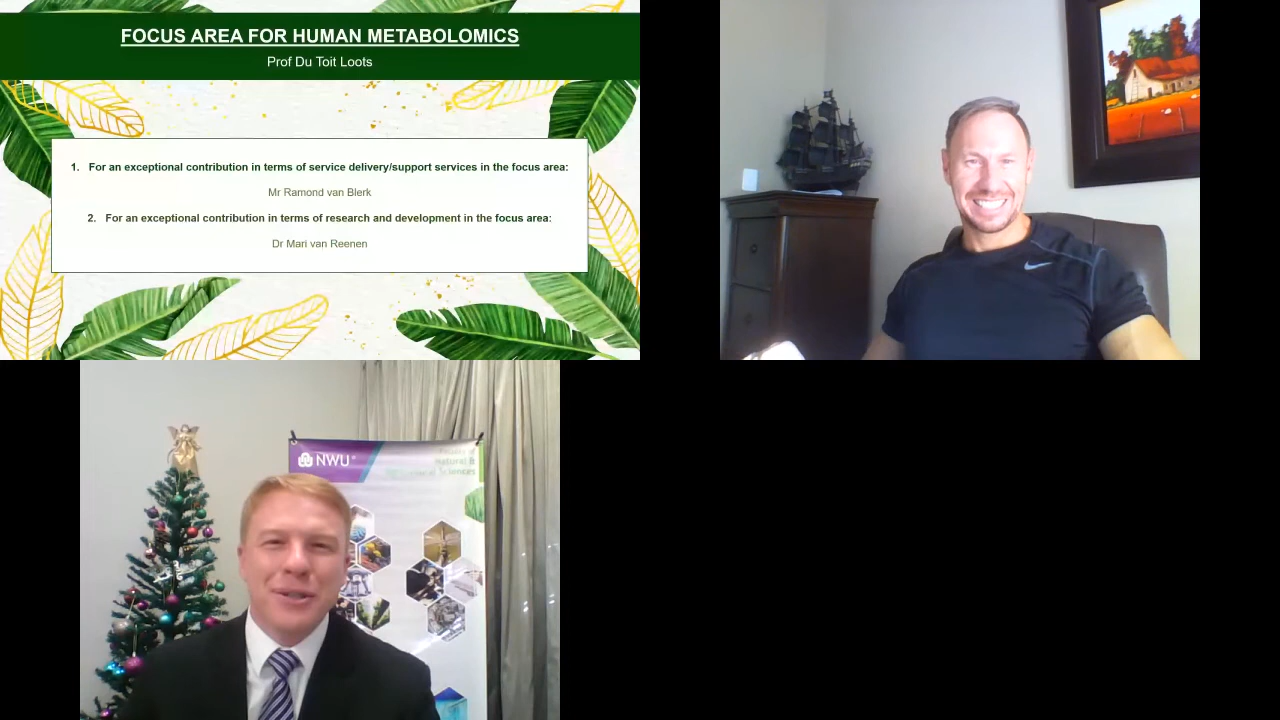 FOCUS AREA FOR HUMAN METABOLOMICS
Prof Du Toit Loots
1. For an exceptional contribution in terms of service delivery/support services in the focus area:
Mr Ramond van Blerk
2. For an exceptional contribution in terms of research and development in the focus area:
Dr Mari van Reenen
NWU
Natural &
Sciences